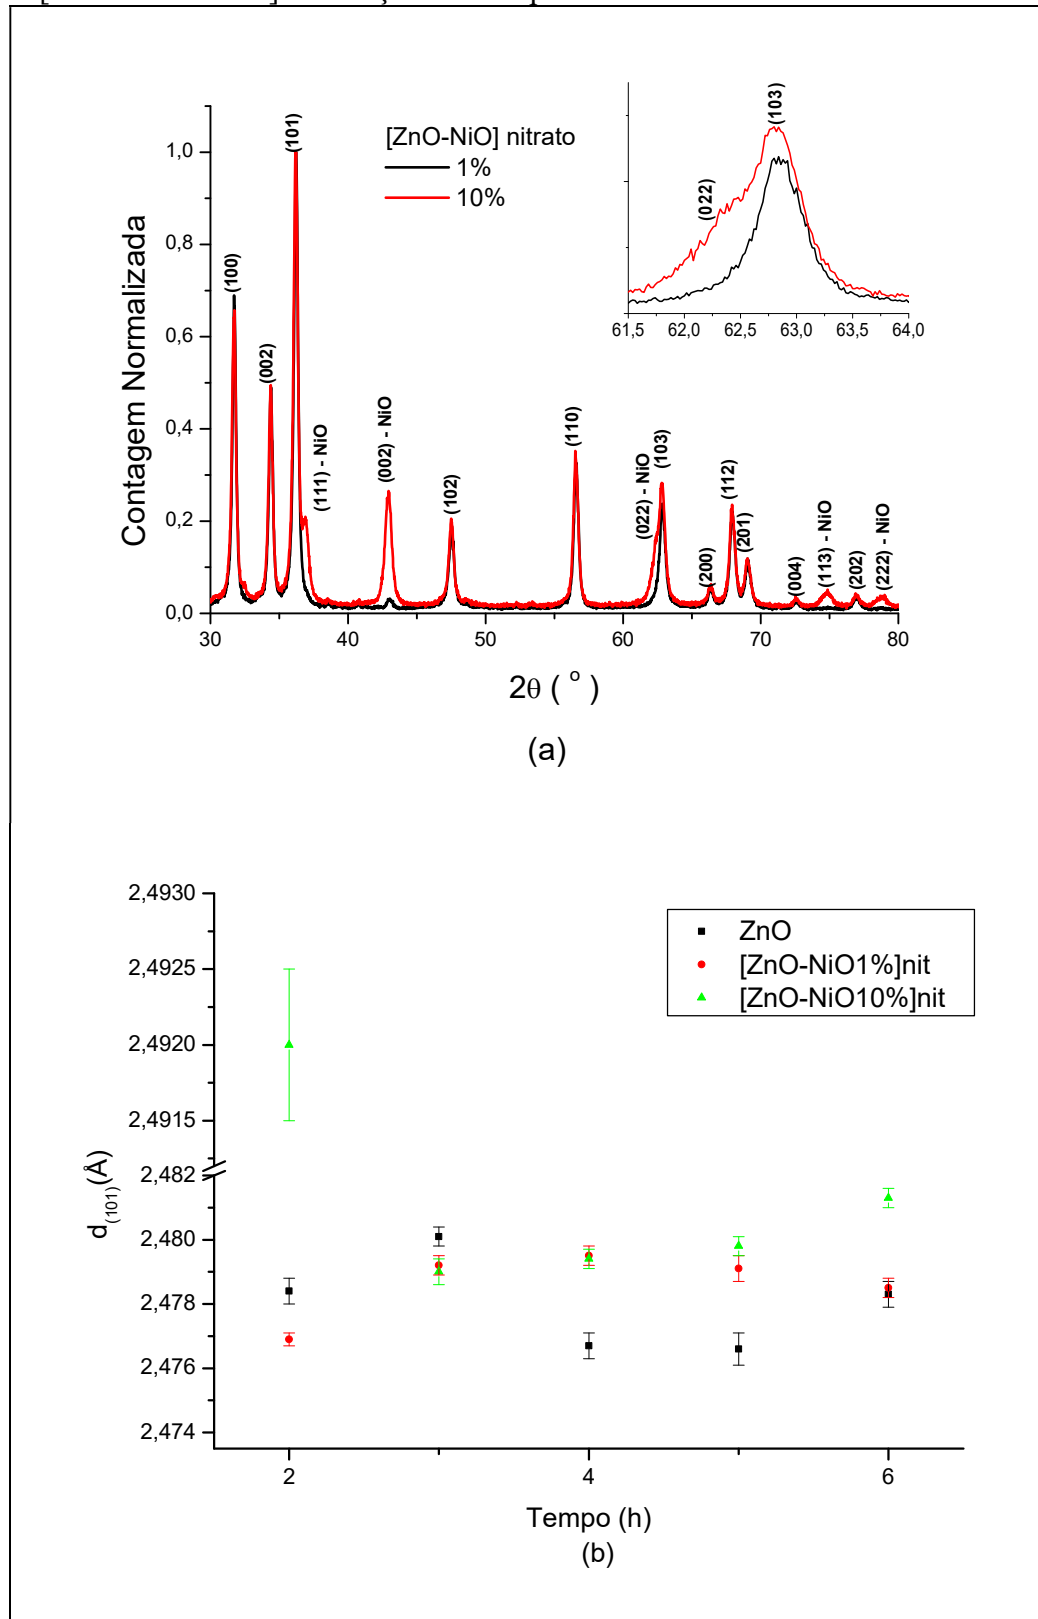 [ZnO-NiO] nitrato
1%
10%
Contagem Normalizada
1,0
0,8
0,6
0,4
0,2
0,0
30
40
50
60
70
80
2θ ( º )
(100)
(002)
(101)
(111) - NiO
(002) - NiO
(102)
(110)
(022) - NiO
(103)
(200)
(112)
(201)
(004)
(113) - NiO
(202)
(222) - NiO
(022)
(103)
61,5 62,0 62,5 63,0 63,5 64,0
(a)
2,4930
2,4925
2,4920
2,4915
2,482
2,480
2,478
2,476
2,474
d(101)(Å)
ZnO
[ZnO-NiO1%]nit
[ZnO-NiO10%]nit
2
4
6
Tempo (h)
(b)